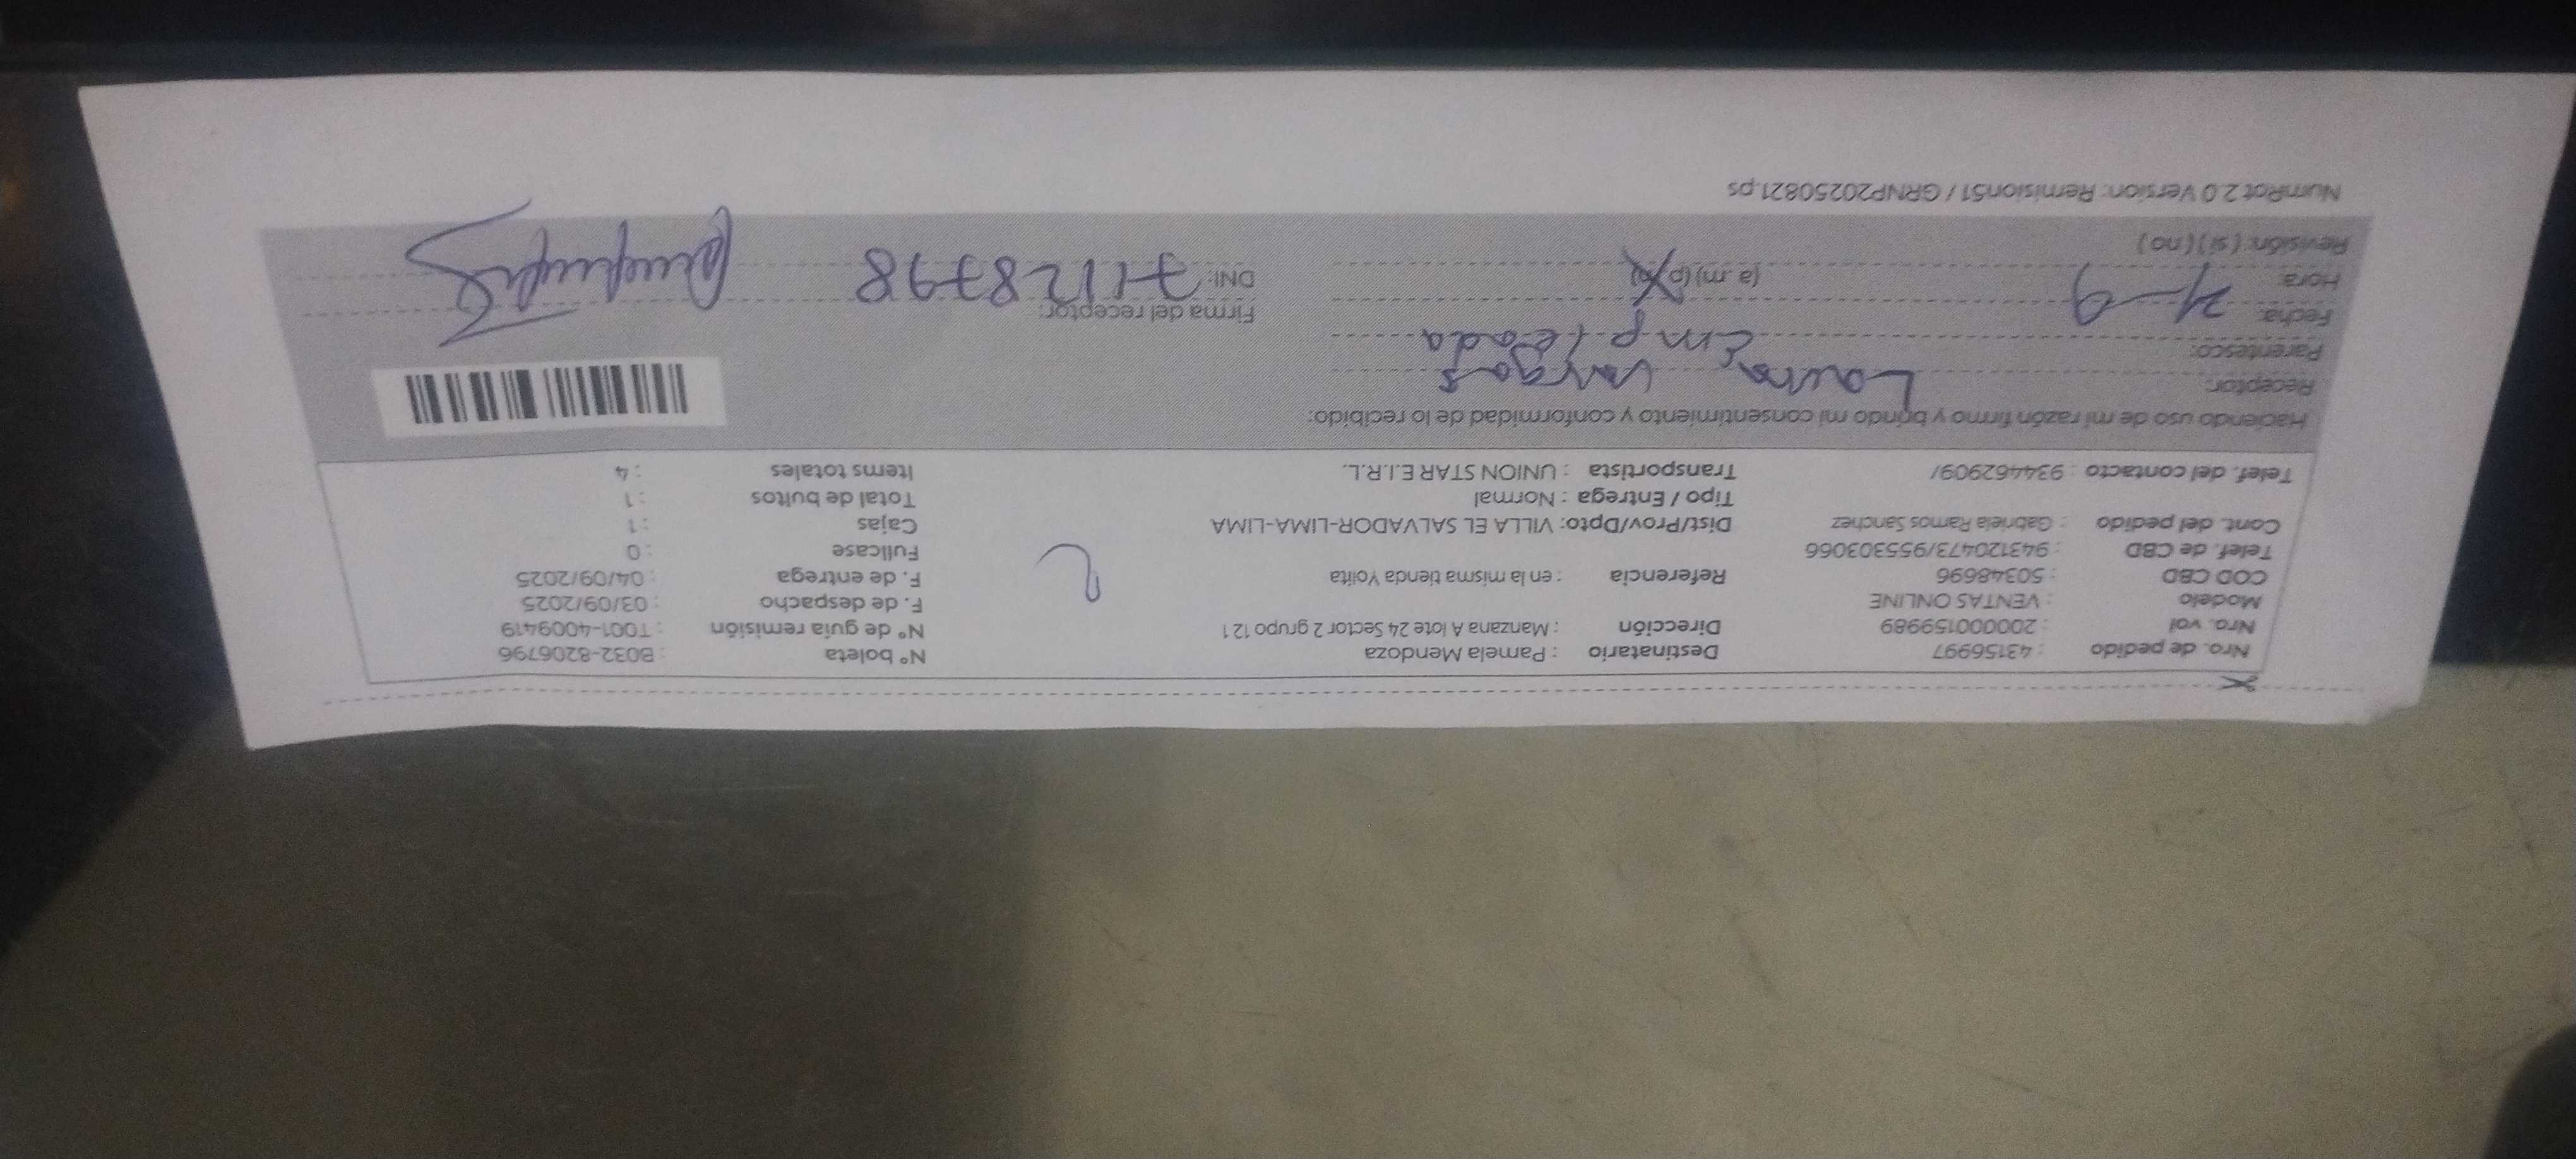 Nro. de pedido : 43156997 Destinatario : Pamela Mendoza N° boleta : B032-8206796
Nro. val : 200000159989 Dirección : Manzana A lote 24 Sector 2 grupo 121 N° de guía remisión : T001-4009419
Modelo : VENTAS ONLINE F. de despacho : 03/09/2025
COD CBD : 50348696 Referencia : en la misma tienda Yolita F. de entrega : 04/09/2025
Telef. de CBD : 943120473/955303066 Fullcase : 0
Cont. del pedido : Gabriela Ramos Sanchez Dist/Prov/Dpto: VILLA EL SALVADOR-LIMA-LIMA Cajas : 1
Tipo / Entrega : Normal Total de bultos : 1
Telef. del contacto : 934462909/ Transportista : UNION STAR E.I.R.L. Items totales : 4
Haciendo uso de mi razón firmo y brindo mi consentimiento y conformidad de lo recibido:
Receptor: Laura Vargas
Parentesco: Empleada
Fecha: 4-9 Firma del receptor:
Hora: (a. m) (p. DNI: 71128798
Revisión: ( si ) ( no )
NumRot 2.0 Version: Remision51 / GRNP20250821.ps